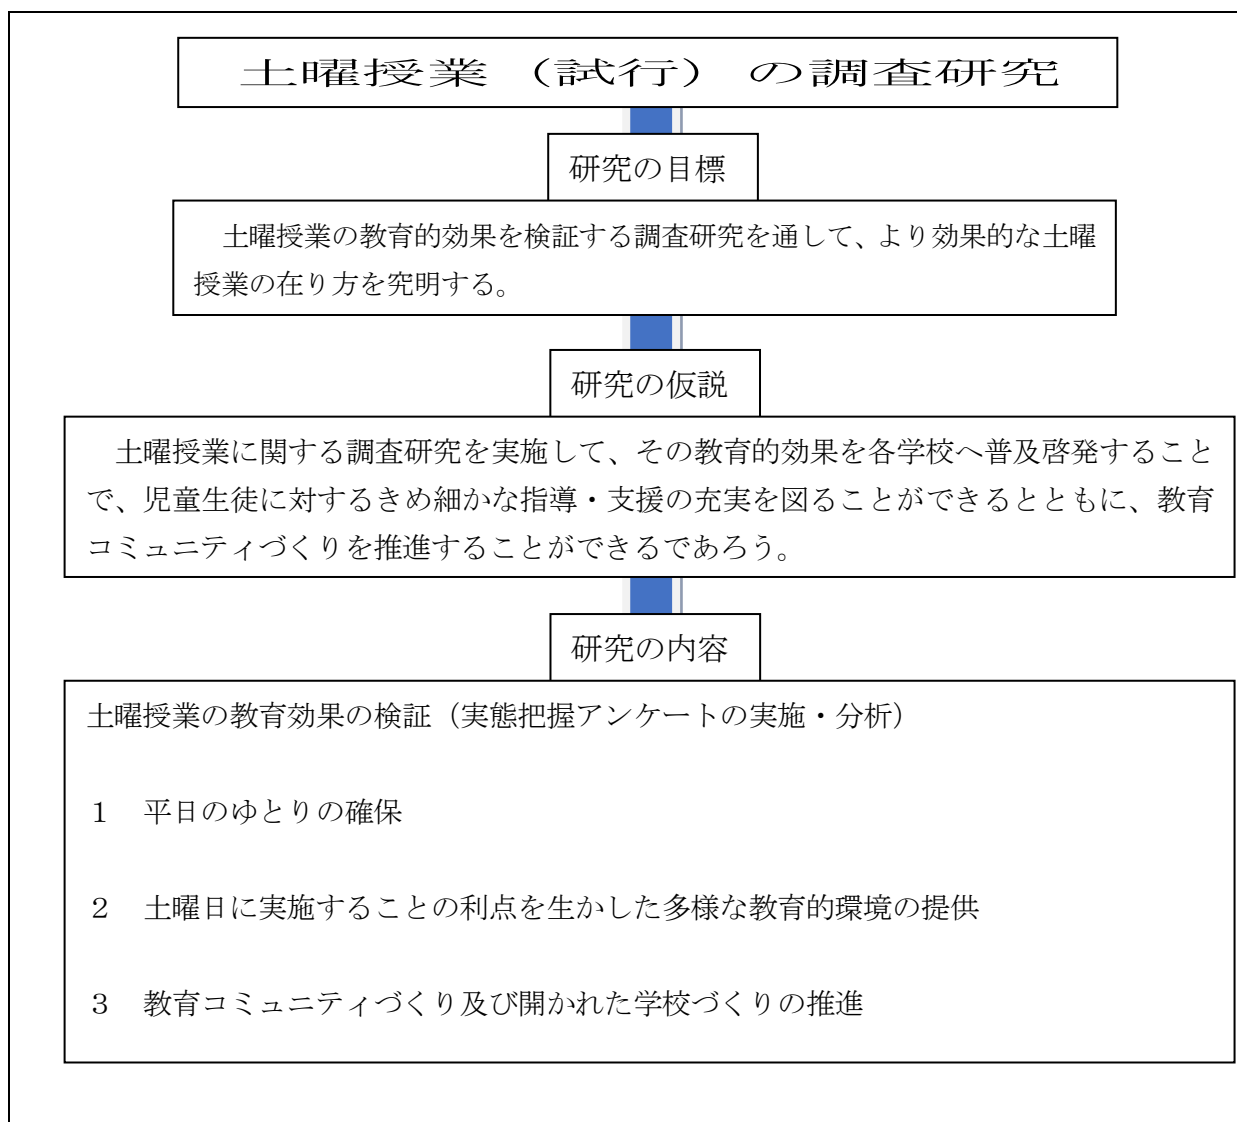 土曜授業（試行）の調査研究
研究の目標
土曜授業の教育的効果を検証する調査研究を通して、より効果的な土曜
授業の在り方を究明する。
研究の仮説
土曜授業に関する調査研究を実施して、その教育的効果を各学校へ普及啓発すること
で、児童生徒に対するきめ細かな指導・支援の充実を図ることができるとともに、教育
コミュニティづくりを推進することができるであろう。
研究の内容
土曜授業の教育効果の検証（実態把握アンケートの実施・分析）
１　平日のゆとりの確保
２　土曜日に実施することの利点を生かした多様な教育的環境の提供
３　教育コミュニティづくり及び開かれた学校づくりの推進